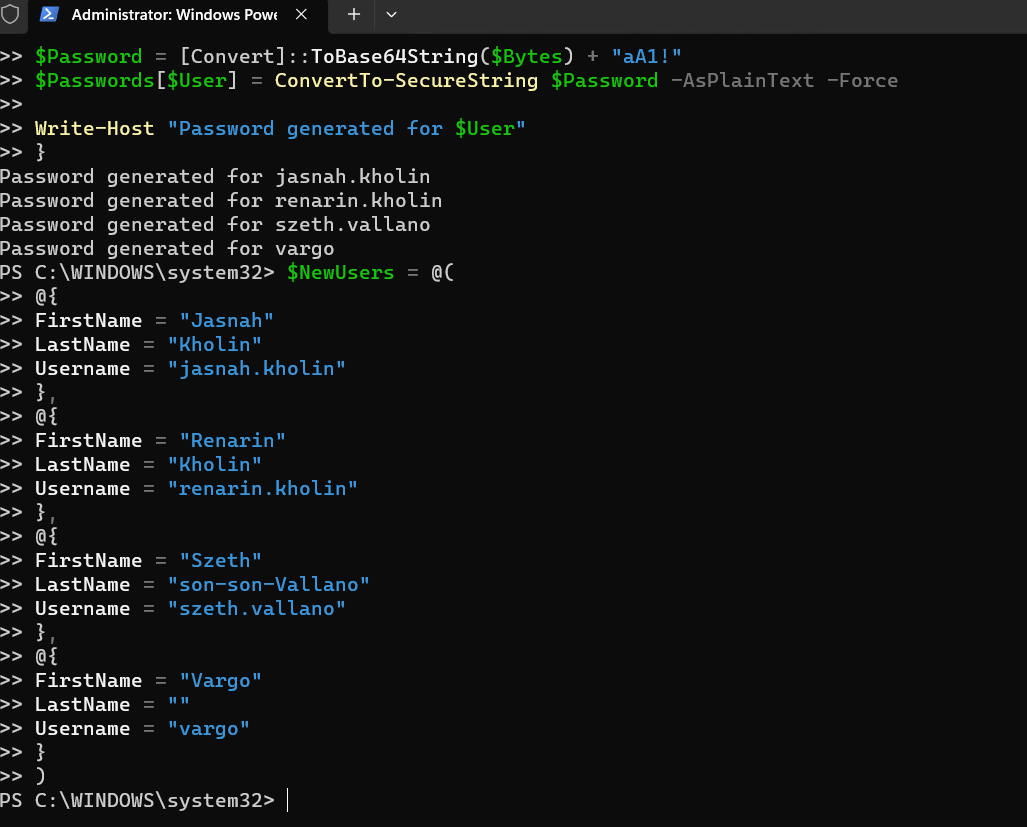 Administrator: Windows Powe
>> $Password = [Convert]::ToBase64String($Bytes) + "aA1!"
>> $Passwords[$User] = ConvertTo-SecureString $Password -AsPlainText -Force
>>
>> Write-Host "Password generated for $User"
>> }
Password generated for jasnah.kholin
Password generated for renarin.kholin
Password generated for szeth.vallano
Password generated for vargo
PS C:\WINDOWS\system32> $NewUsers = @(
>> @{
>> FirstName = "Jasnah"
>> LastName = "Kholin"
>> Username = "jasnah.kholin"
>> },
>> @{
>> FirstName = "Renarin"
>> LastName = "Kholin"
>> Username = "renarin.kholin"
>> },
>> @{
>> FirstName = "Szeth"
>> LastName = "son-son-Vallano"
>> Username = "szeth.vallano"
>> },
>> @{
>> FirstName = "Vargo"
>> LastName = ""
>> Username = "vargo"
>> }
>> )
PS C:\WINDOWS\system32>